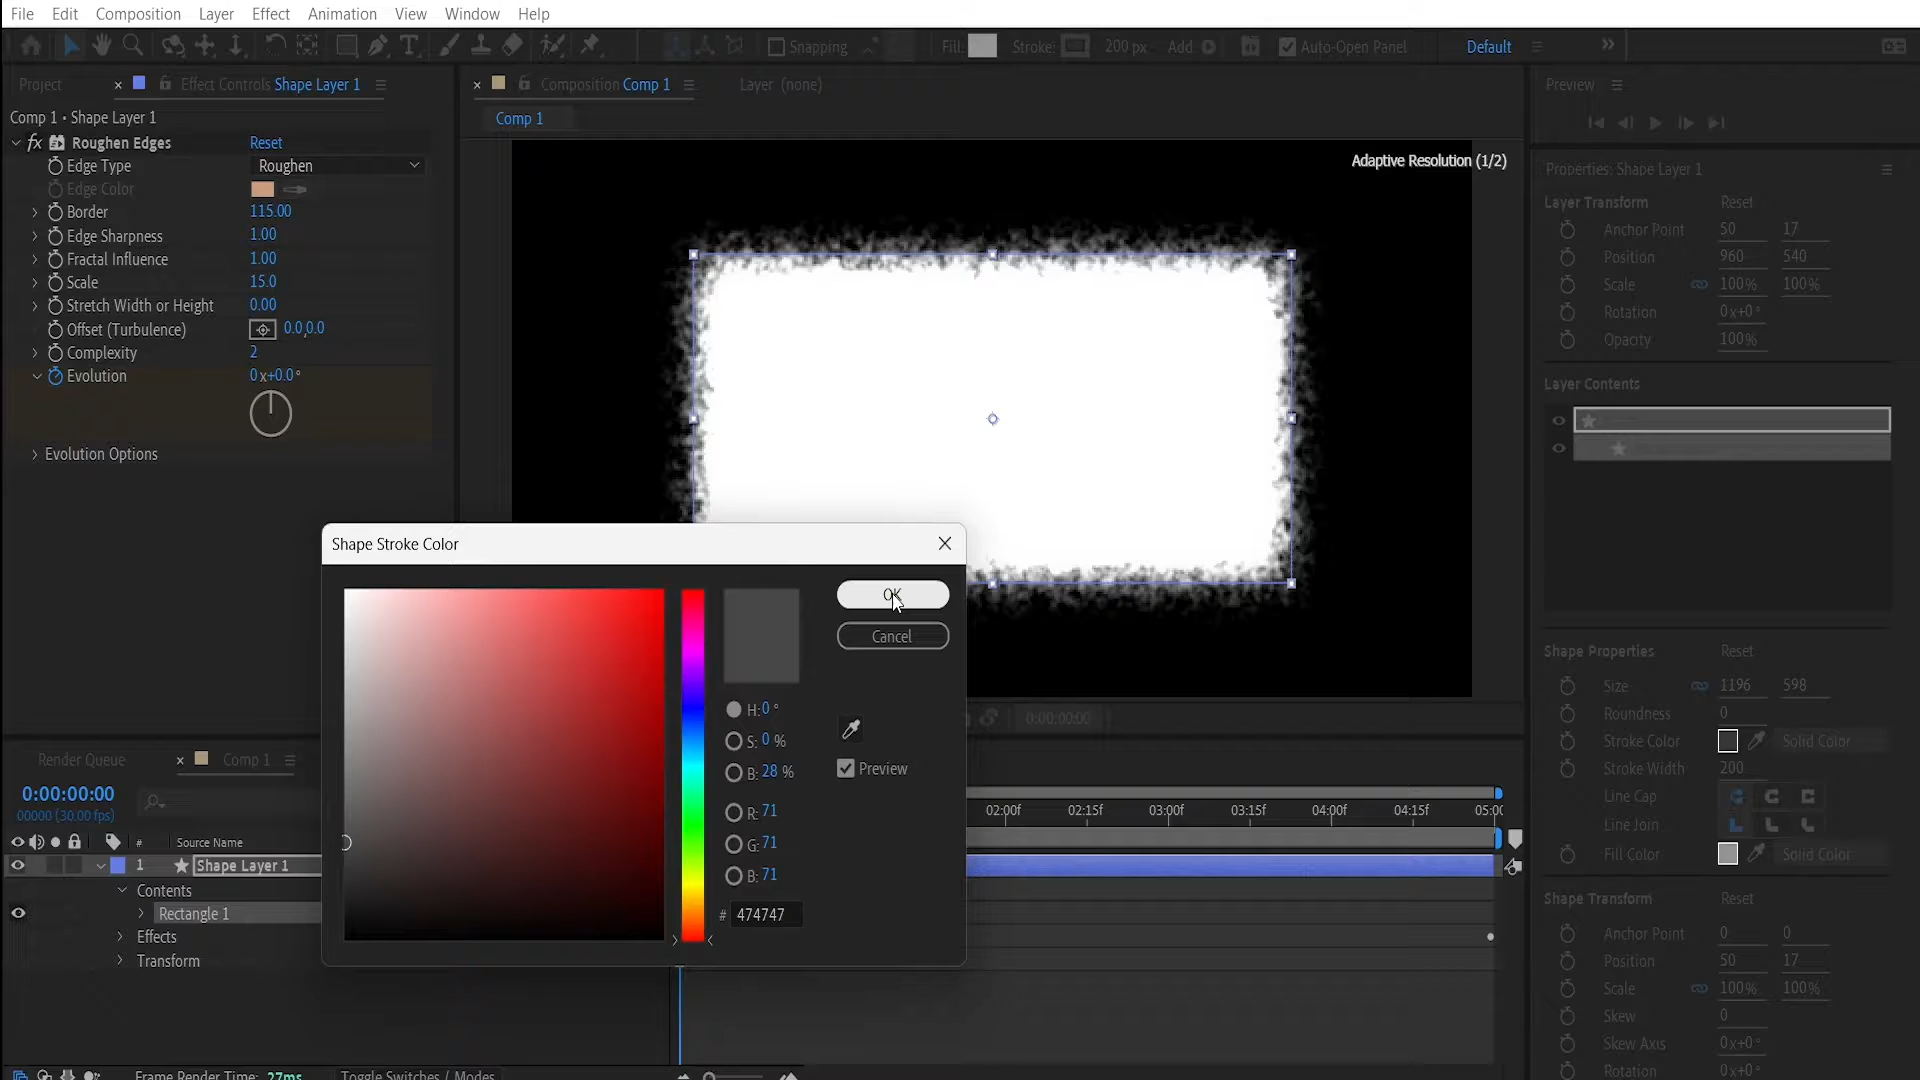 File Edit Composition Layer Effect Animation View Window Help
Snapping Fill: Stroke: 200 px Add Auto-Open Panel Default
Project Effect Controls Shape Layer 1
Composition Comp 1 Layer (none)
Preview
Comp 1 • Shape Layer 1
Comp 1
fx Roughen Edges Reset
Edge Type Roughen
Edge Color
Border 115.00
Edge Sharpness 1.00
Fractal Influence 1.00
Scale 15.0
Stretch Width or Height 0.00
Offset (Turbulence) 0.0,0.0
Complexity 2
Evolution 0x+0.0°
Evolution Options
Adaptive Resolution (1/2)
Properties: Shape Layer 1
Layer Transform Reset
Anchor Point 50 17
Position 960 540
Scale 100% 100%
Rotation 0x+0°
Opacity 100%
Layer Contents
Shape Properties Reset
Size 1196 598
Roundness 0
Stroke Color Solid Color
Stroke Width 200
Line Cap
Line Join
Fill Color Solid Color
Shape Transform Reset
Anchor Point 0 0
Position 50 17
Scale 100% 100%
Skew 0
Skew Axis 0x+0°
Rotation 0x+0°
Shape Stroke Color
OK
Cancel
H: 0 °
S: 0 %
B: 28 %
Preview
R: 71
G: 71
B: 71
# 474747
0:00:00:00
Render Queue Comp 1
0:00:00:00
00000 (30.00 fps)
02:00f 02:15f 03:00f 03:15f 04:00f 04:15f 05:00
# Source Name
1 Shape Layer 1
Contents
Rectangle 1
Effects
Transform
Frame Render Time: 27ms Toggle Switches / Modes